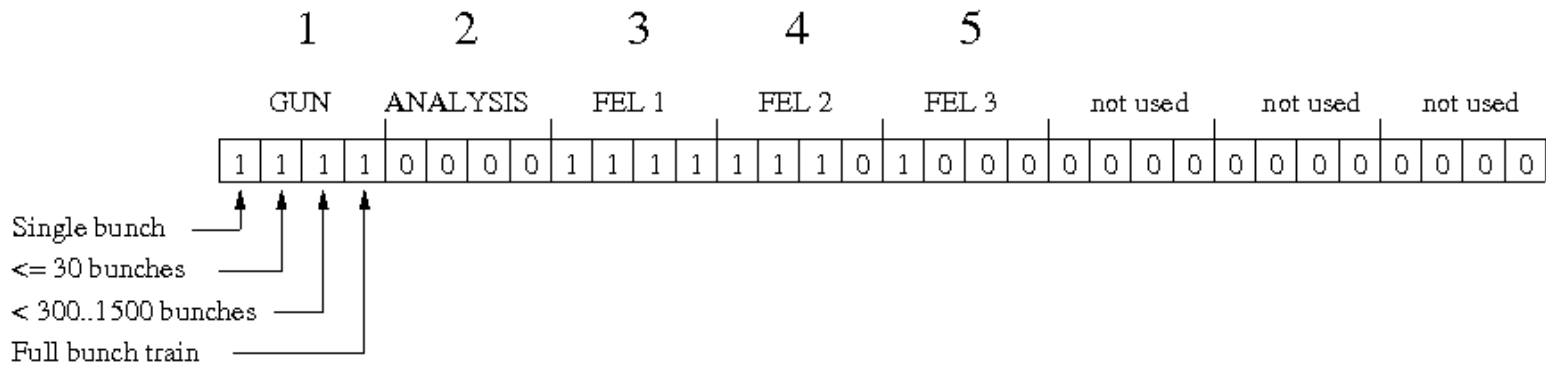 1 2 3 4 5
GUN ANALYSIS FEL 1 FEL 2 FEL 3 not used not used not used
1 1 1 1 0 0 0 0 1 1 1 1 1 1 1 0 1 0 0 0 0 0 0 0 0 0 0 0 0 0 0 0
Single bunch
<= 30 bunches
< 300..1500 bunches
Full bunch train